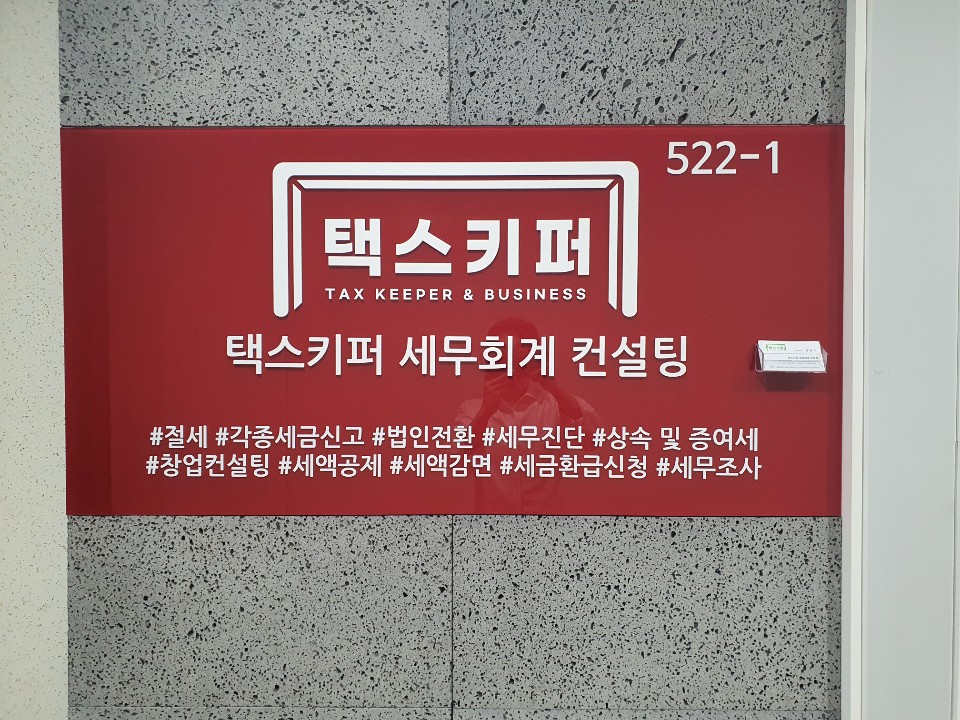 522-1
택스키퍼
TAX KEEPER & BUSINESS
택스키퍼 세무회계 컨설팅
#절세 #각종세금신고 #법인전환 #세무진단 #상속 및 증여세
#창업컨설팅 #세액공제 #세액감면 #세금환급신청 #세무조사